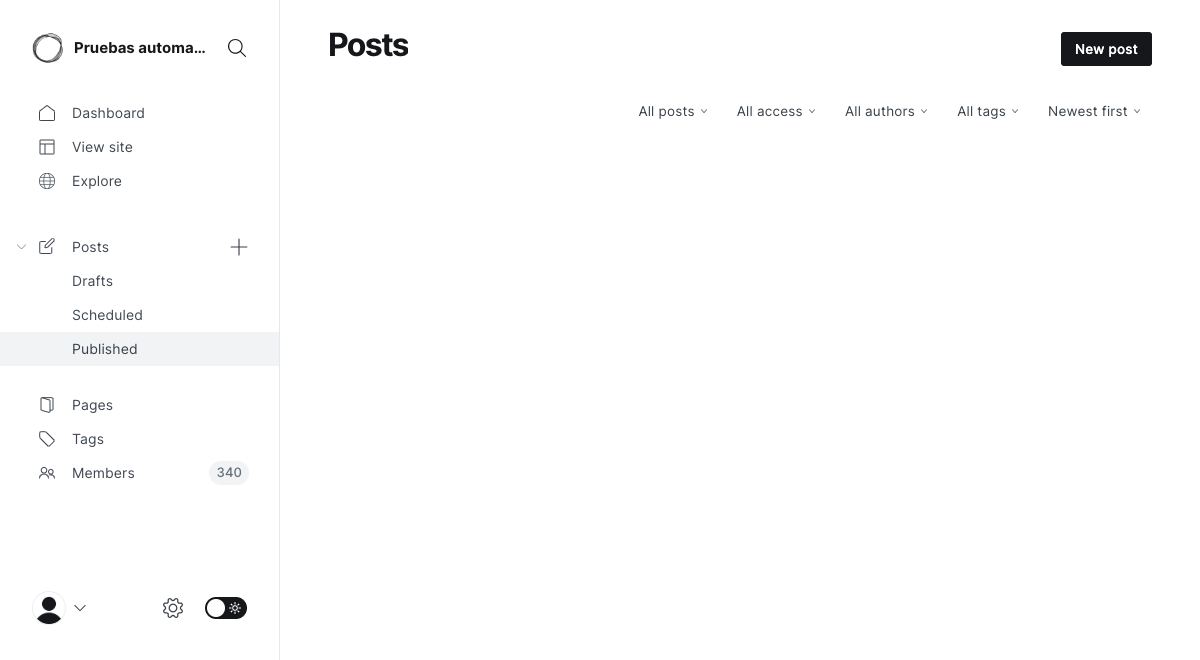 Pruebas automa...
Dashboard
View site
Explore
Posts
Drafts
Scheduled
Published
Pages
Tags
Members 340
Posts
New post
All posts All access All authors All tags Newest first